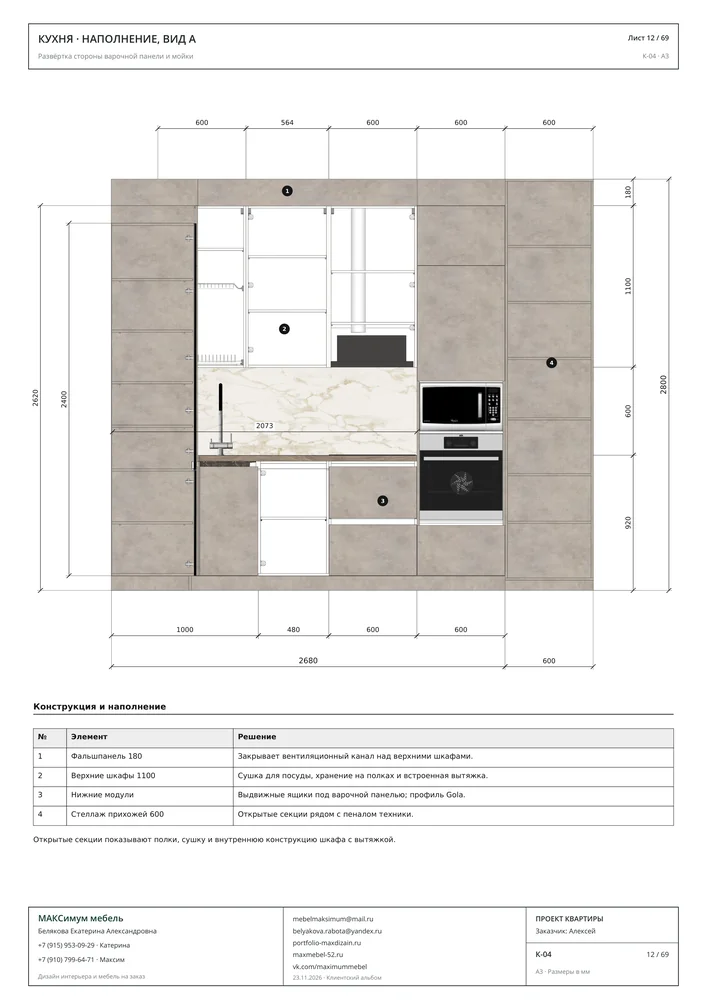 КУХНЯ · НАПОЛНЕНИЕ, ВИД А
Лист 12 / 69
Развёртка стороны варочной панели и мойки
К-04 · А3
600 564 600 600 600
1
180
1100
2
4
2620
2400
2800
600
2073
3
920
1000 480 600 600
2680 600
Конструкция и наполнение
№ Элемент Решение
1 Фальшпанель 180 Закрывает вентиляционный канал над верхними шкафами.
2 Верхние шкафы 1100 Сушка для посуды, хранение на полках и встроенная вытяжка.
3 Нижние модули Выдвижные ящики под варочной панелью; профиль Gola.
4 Стеллаж прихожей 600 Открытые секции рядом с пеналом техники.
Открытые секции показывают полки, сушку и внутреннюю конструкцию шкафа с вытяжкой.
МАКСимум мебель
Белякова Екатерина Александровна
+7 (915) 953-09-29 · Катерина
+7 (910) 799-64-71 · Максим
Дизайн интерьера и мебель на заказ
mebelmaksimum@mail.ru
belyakova.rabota@yandex.ru
portfolio-maxdizain.ru
maxmebel-52.ru
vk.com/maximummebel
23.11.2026 · Клиентский альбом
ПРОЕКТ КВАРТИРЫ
Заказчик: Алексей
К-04 12 / 69
А3 · Размеры в мм